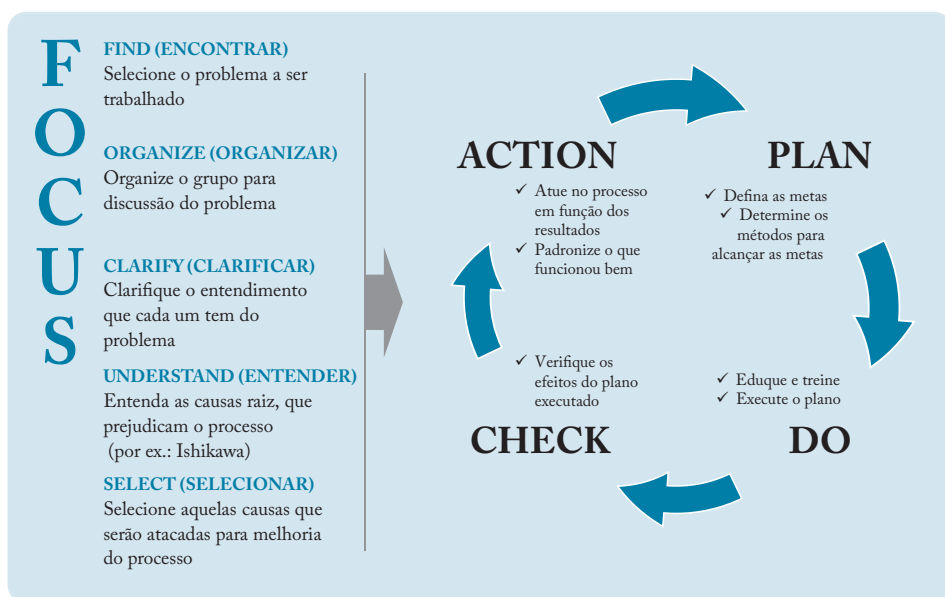 F
O
C
U
S
FIND (ENCONTRAR)
Selecione o problema a ser
trabalhado
ORGANIZE (ORGANIZAR)
Organize o grupo para
discussão do problema
CLARIFY (CLARIFICAR)
Clarifique o entendimento
que cada um tem do
problema
UNDERSTAND (ENTENDER)
Entenda as causas raiz, que
prejudicam o processo
(por ex.: Ishikawa)
SELECT (SELECIONAR)
Selecione aquelas causas que
serão atacadas para melhoria
do processo
ACTION
✓ Atue no processo
em função dos
resultados
✓ Padronize o que
funcionou bem
PLAN
✓ Defina as metas
✓ Determine os
métodos para
alcançar as metas
✓ Verifique os
efeitos do plano
executado
CHECK
✓ Eduque e treine
✓ Execute o plano
DO